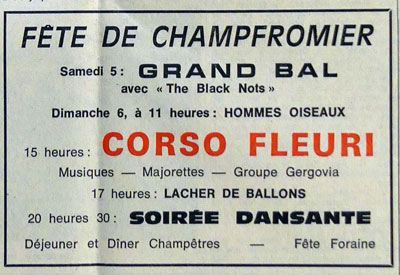 FÊTE DE CHAMPFROMIER
Samedi 5 : GRAND BAL
avec « The Black Nots »
Dimanche 6, à 11 heures : HOMMES OISEAUX
15 heures : CORSO FLEURI
Musiques — Majorettes — Groupe Gergovia
17 heures : LACHER DE BALLONS
20 heures 30 : SOIRÉE DANSANTE
Déjeuner et Dîner Champêtres — Fête Foraine